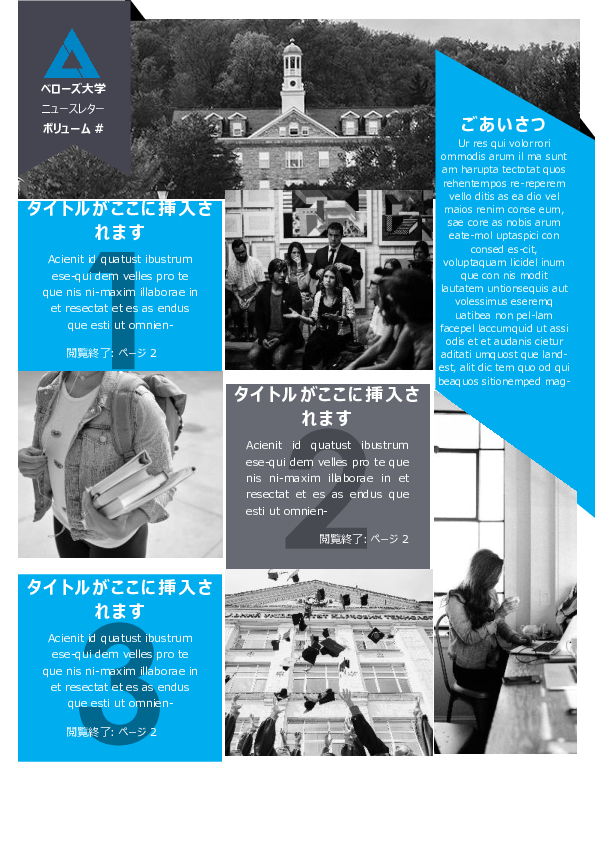 ベローズ大学
ニュースレター
ボリューム #
ごあいさつ
Ur res qui volorrori
ommodis arum il ma sunt
am harupta tectotat quos
rehentempos re-reperem
vello ditis as ea dio vel
maios renim conse eum,
sae core as nobis arum
eate-mol uptaspici con
consed es-cit,
voluptaquam licidel inum
que con nis modit
lautatem untionsequis aut
volessimus eseremq
uatibea non pel-lam
facepel laccumquid ut assi
odis et et audanis cietur
aditati umquost que land-
est, alit dic tem quo od qui
beaquos sitionemped mag-
タイトルがここに挿入さ
れます
1
Acienit id quatust ibustrum
ese-qui dem velles pro te
que nis ni-maxim illaborae in
et resectat et es as endus
que esti ut omnien-
閲覧終了: ページ 2
タイトルがここに挿入さ
れます
2
Acienit id quatust ibustrum
ese-qui dem velles pro te que
nis ni-maxim illaborae in et
resectat et es as endus que
esti ut omnien-
閲覧終了: ページ 2
タイトルがここに挿入さ
れます
3
Acienit id quatust ibustrum
ese-qui dem velles pro te
que nis ni-maxim illaborae in
et resectat et es as endus
que esti ut omnien-
閲覧終了: ページ 2